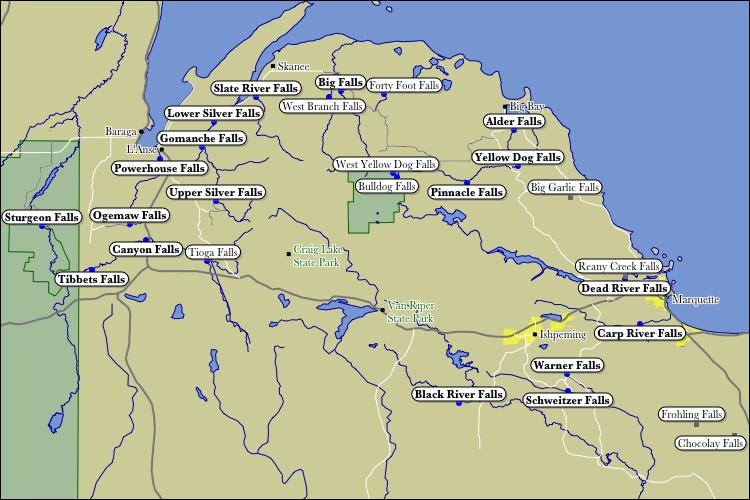 Skanee
Big Falls
Slate River Falls
Forty Foot Falls
West Branch Falls
Big Bay
Lower Silver Falls
Alder Falls
Baraga
Gomanche Falls
L'Anse
Yellow Dog Falls
West Yellow Dog Falls
Powerhouse Falls
Bulldog Falls
Pinnacle Falls
Big Garlic Falls
Upper Silver Falls
Sturgeon Falls
Ogemaw Falls
Canyon Falls
Tioga Falls
Craig Lake
State Park
Reany Creek Falls
Tibbets Falls
Dead River Falls
Marquette
Van Riper
State Park
Ishpeming
Carp River Falls
Warner Falls
Black River Falls
Schweitzer Falls
Frohling Falls
Chocolay Falls